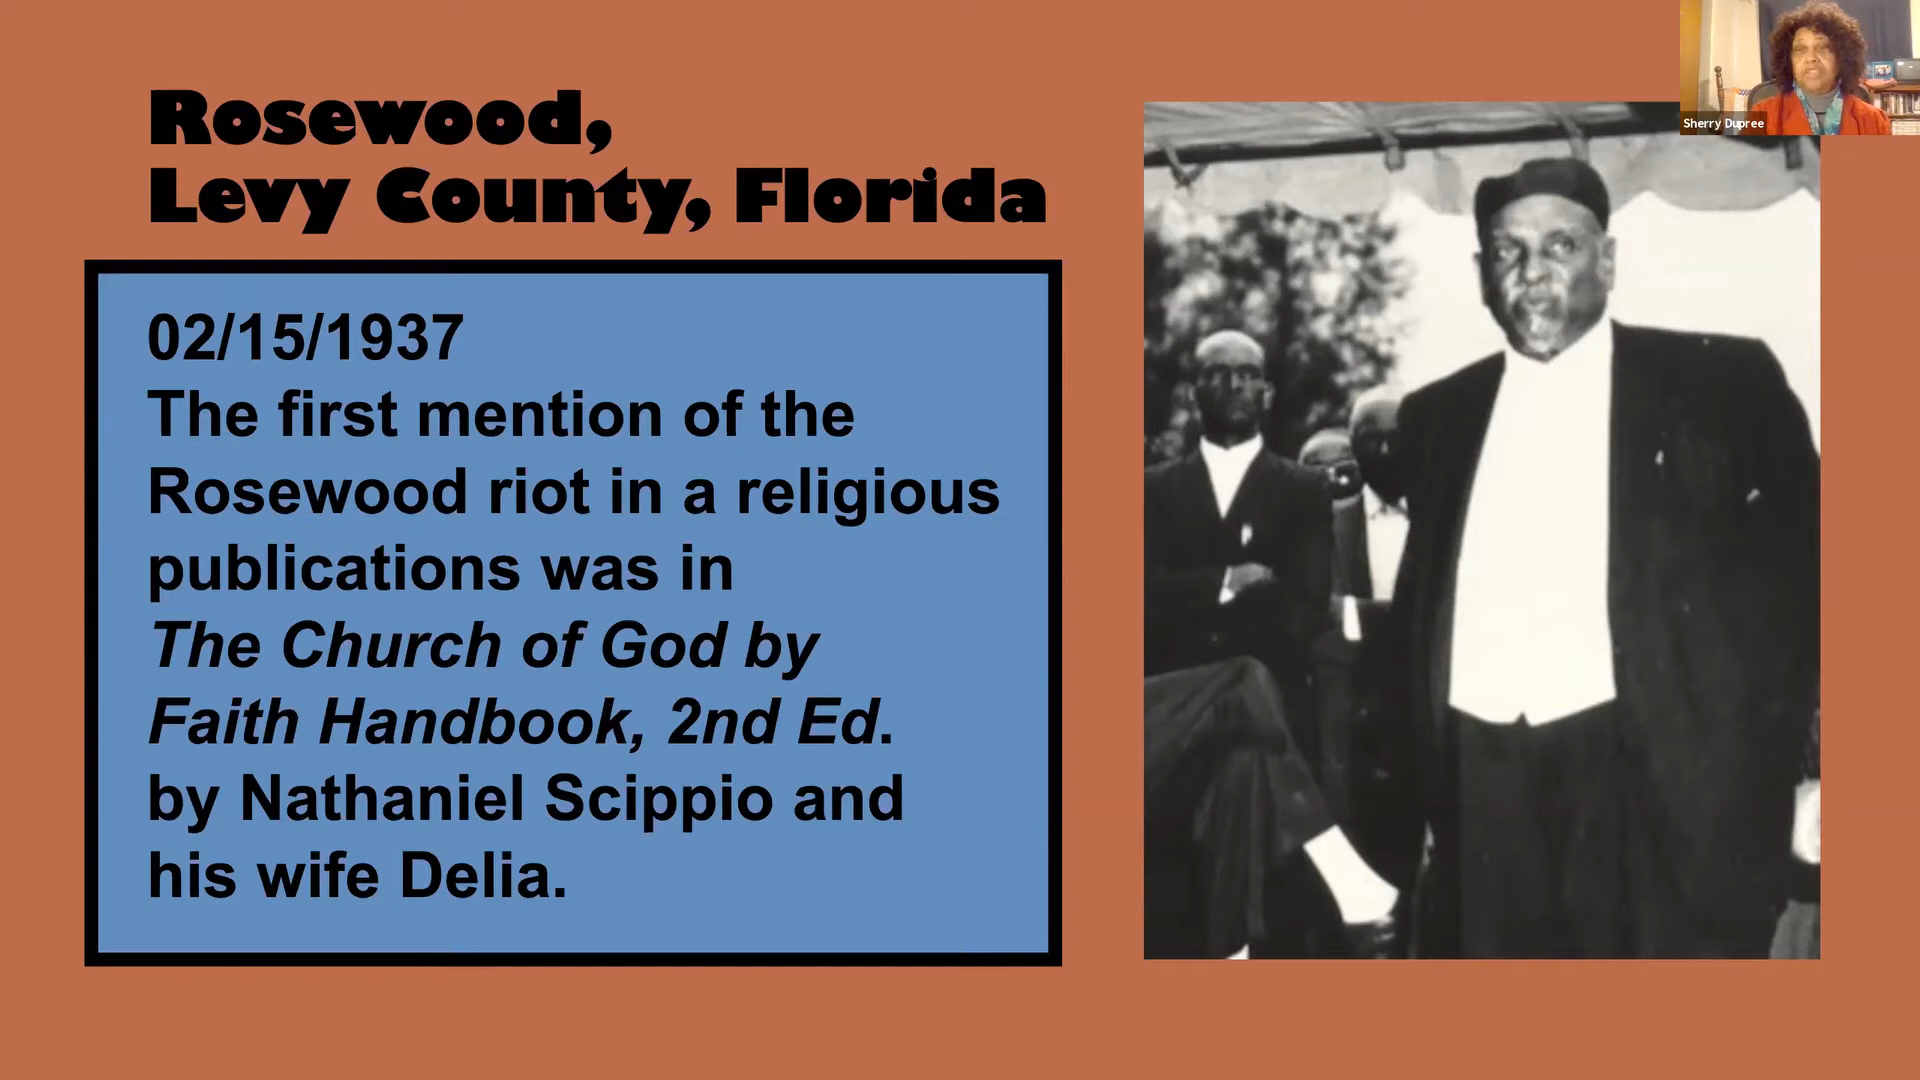 Rosewood,
Levy County, Florida
02/15/1937
The first mention of the
Rosewood riot in a religious
publications was in
The Church of God by
Faith Handbook, 2nd Ed.
by Nathaniel Scippio and
his wife Delia.
Sherry Dupree